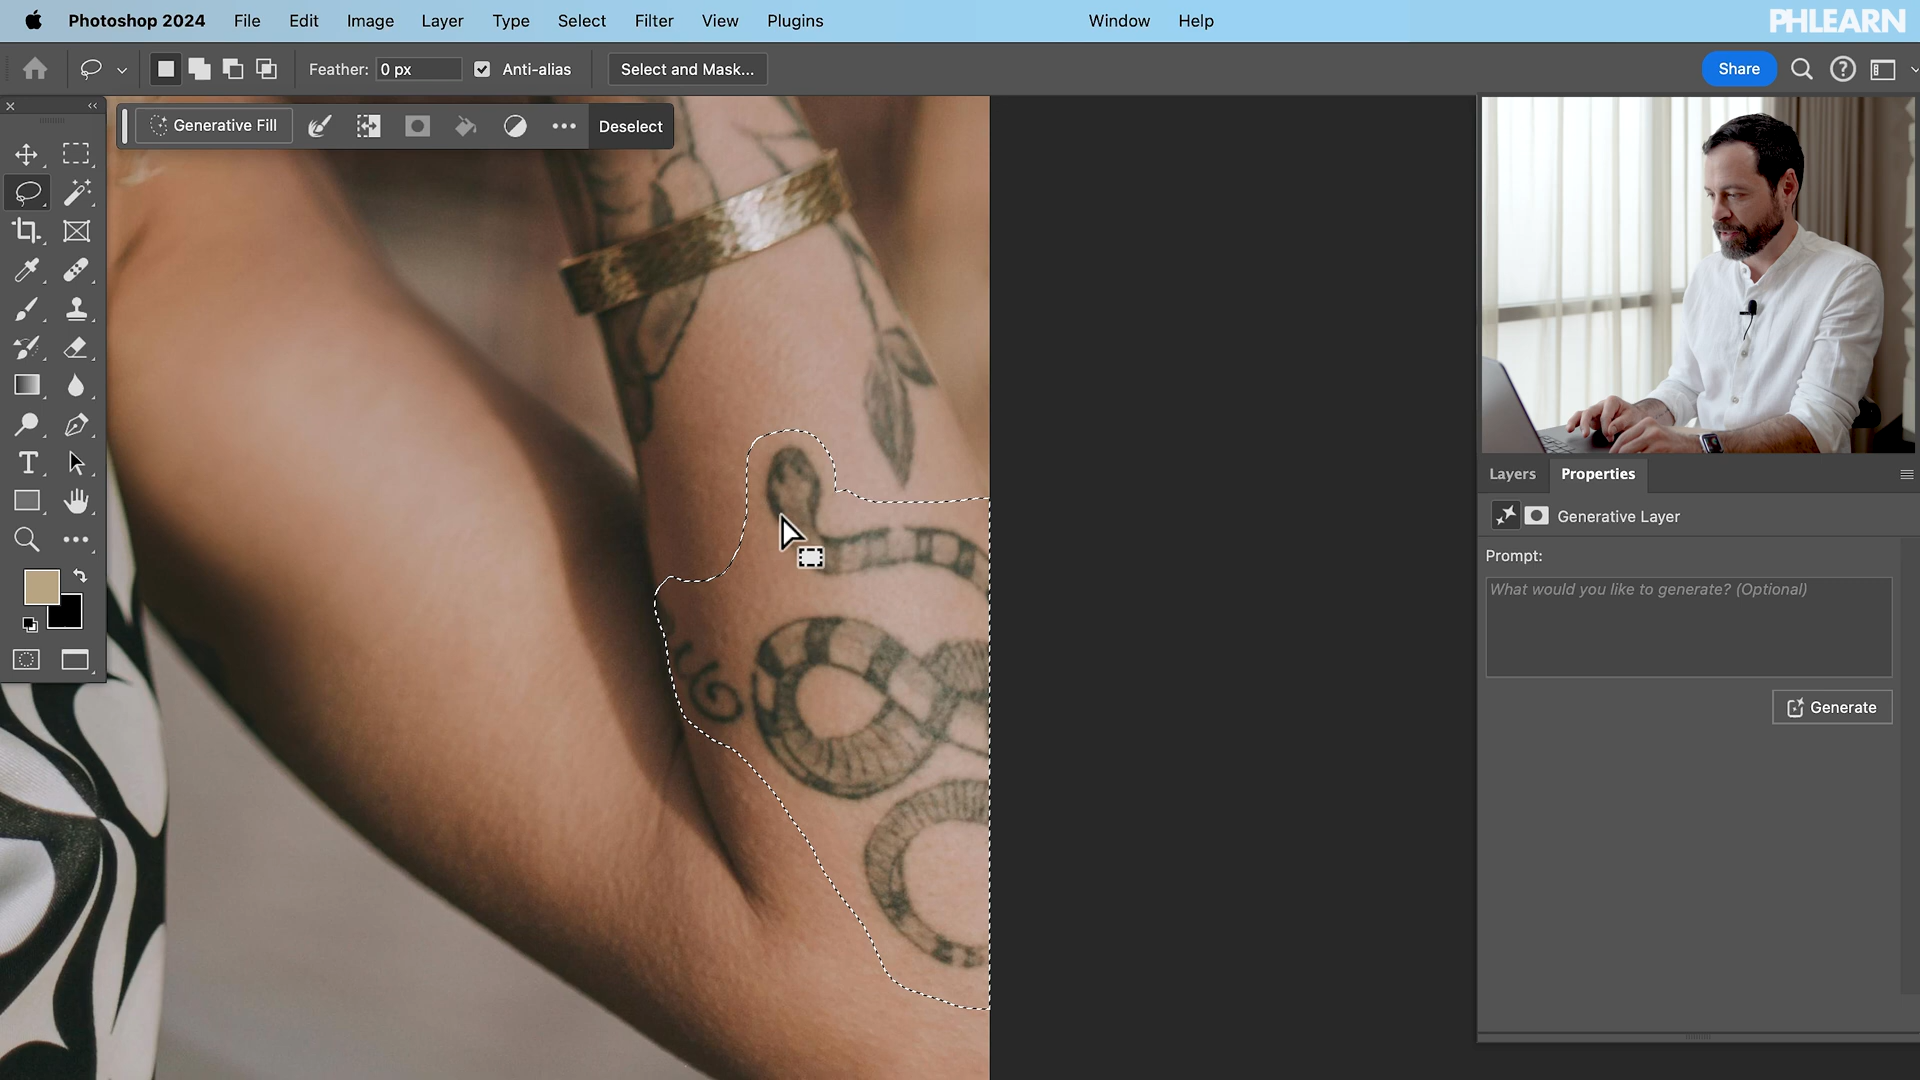 Photoshop 2024 File Edit Image Layer Type Select Filter View Plugins Window Help PHLEARN
Feather: 0 px Anti-alias Select and Mask... Share
Generative Fill Deselect
Layers Properties
Generative Layer
Prompt:
What would you like to generate? (Optional)
Generate